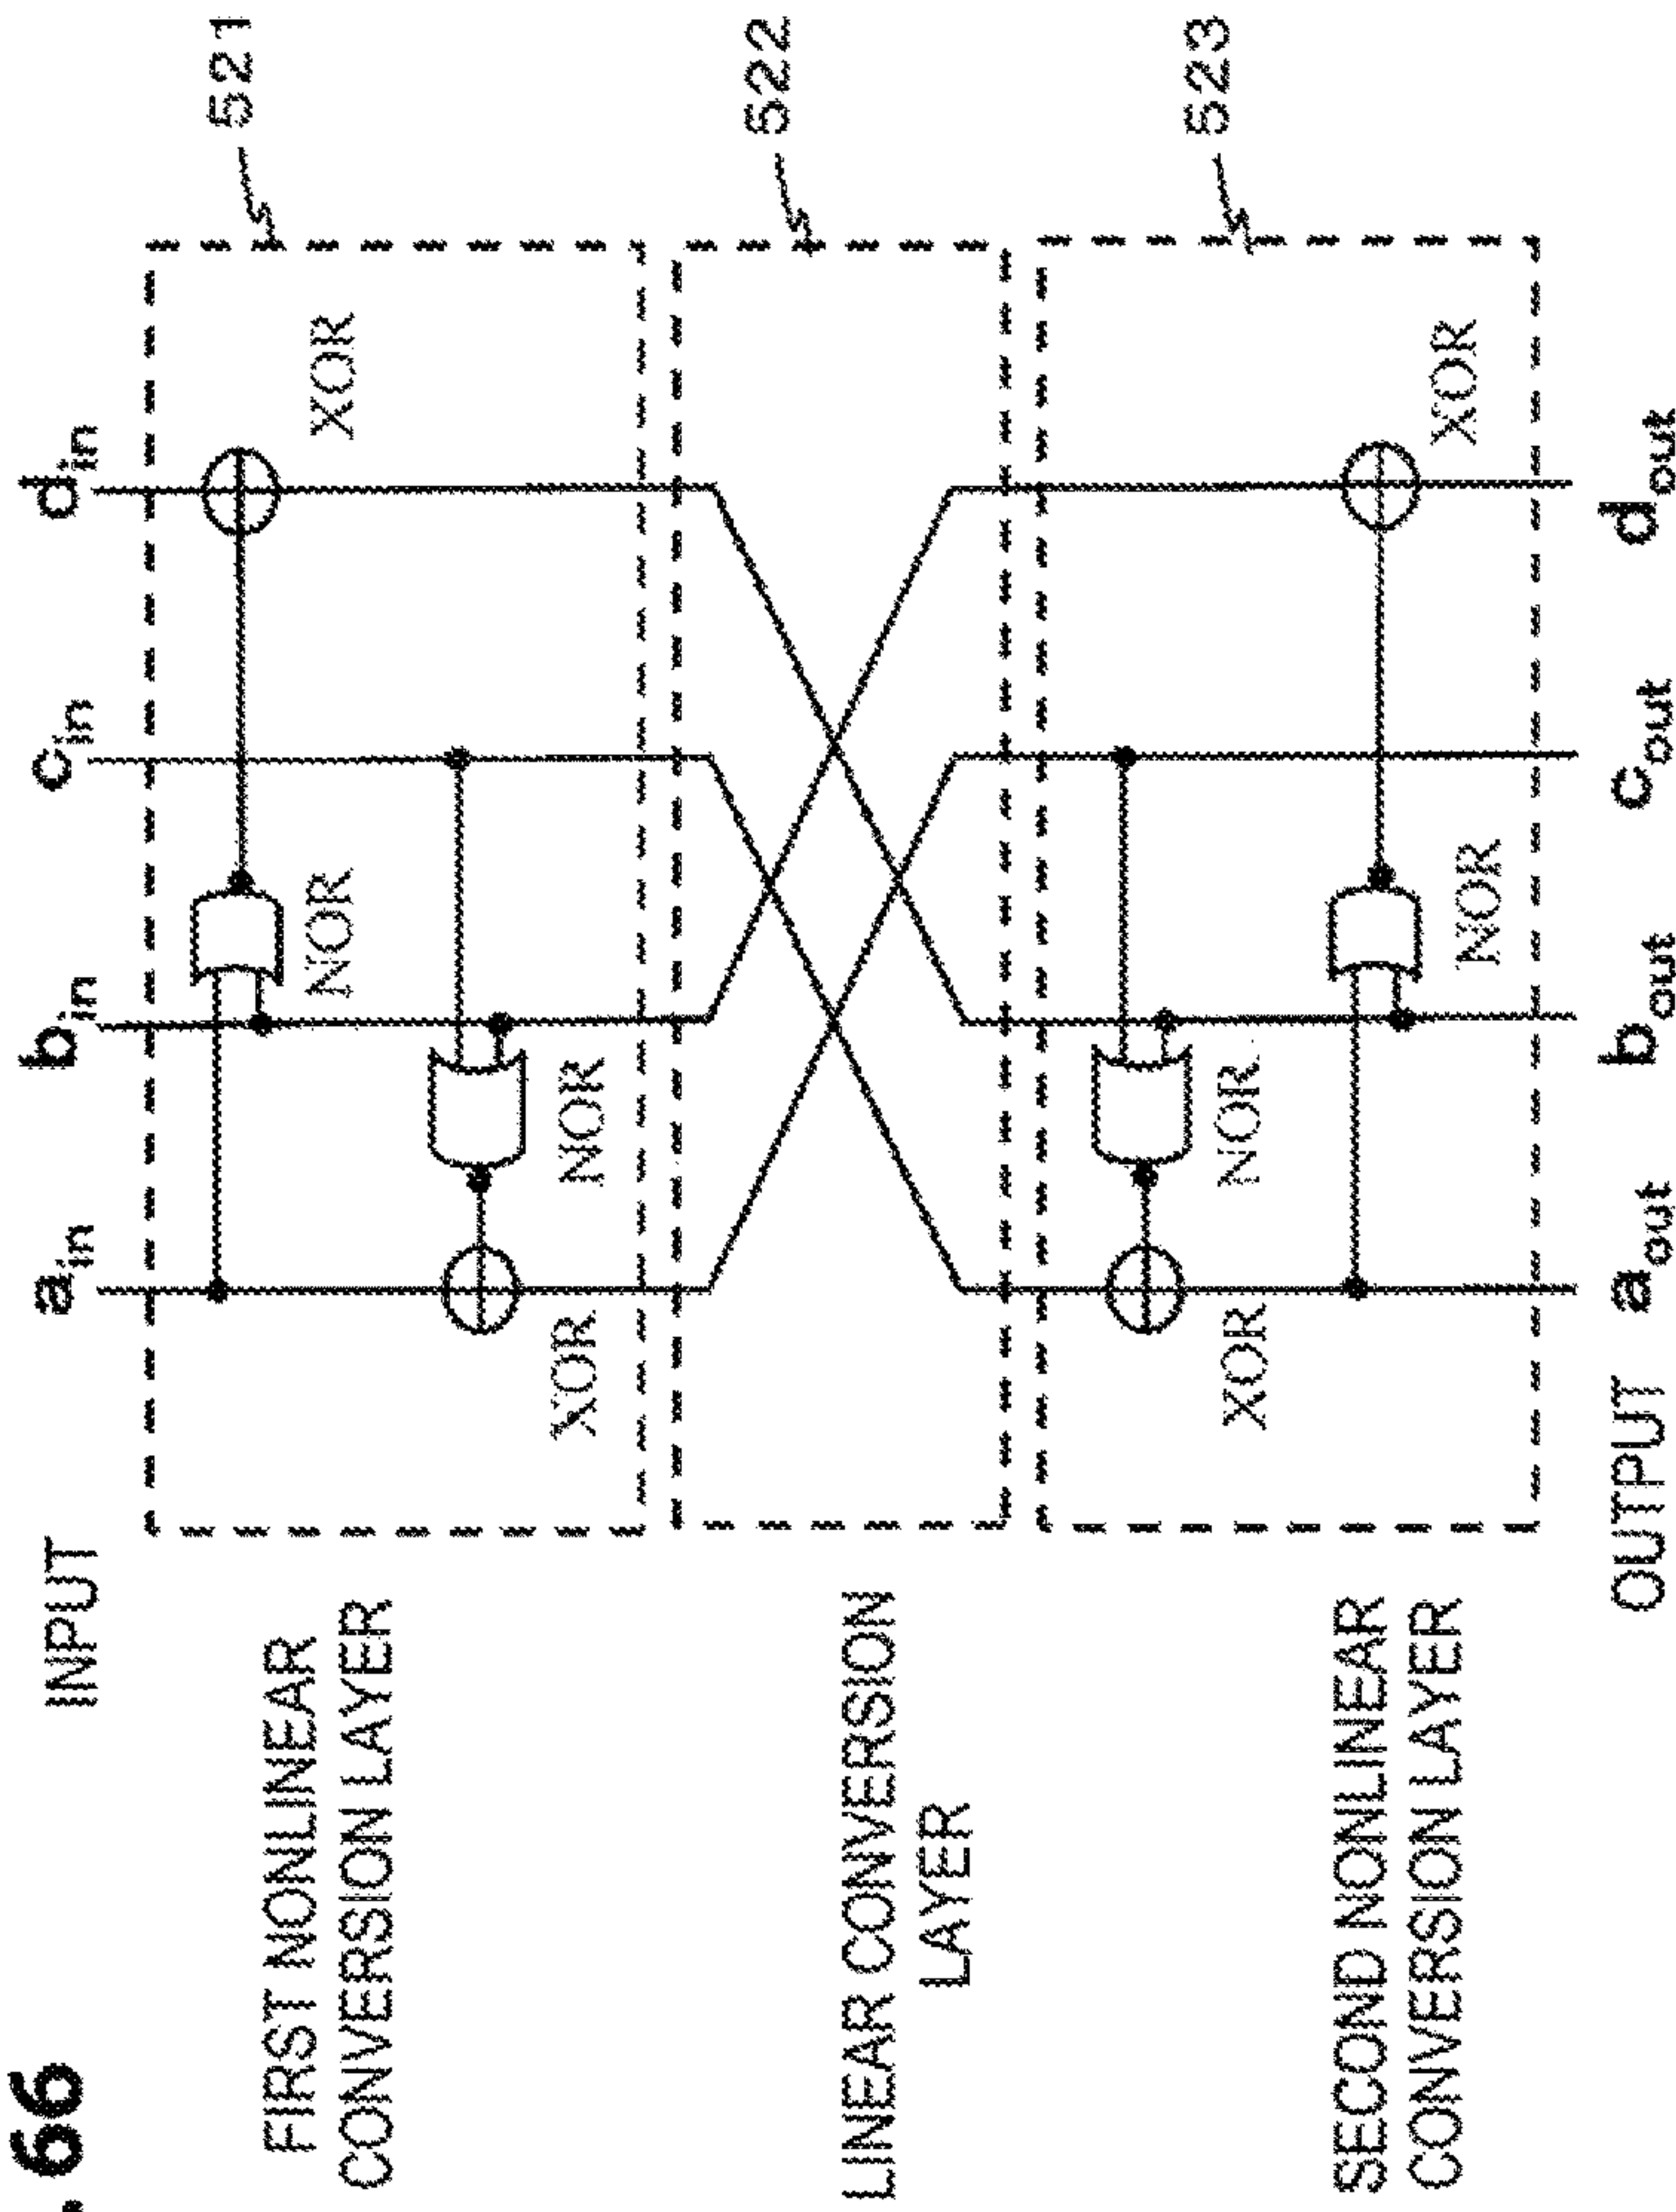 . 66
INPUT
a_in
b_in
c_in
d_in
FIRST NONLINEAR
CONVERSION LAYER
NOR
XOR
XOR
NOR
521
LINEAR CONVERSION
LAYER
522
SECOND NONLINEAR
CONVERSION LAYER
XOR
NOR
NOR
XOR
523
OUTPUT
a_out
b_out
c_out
d_out